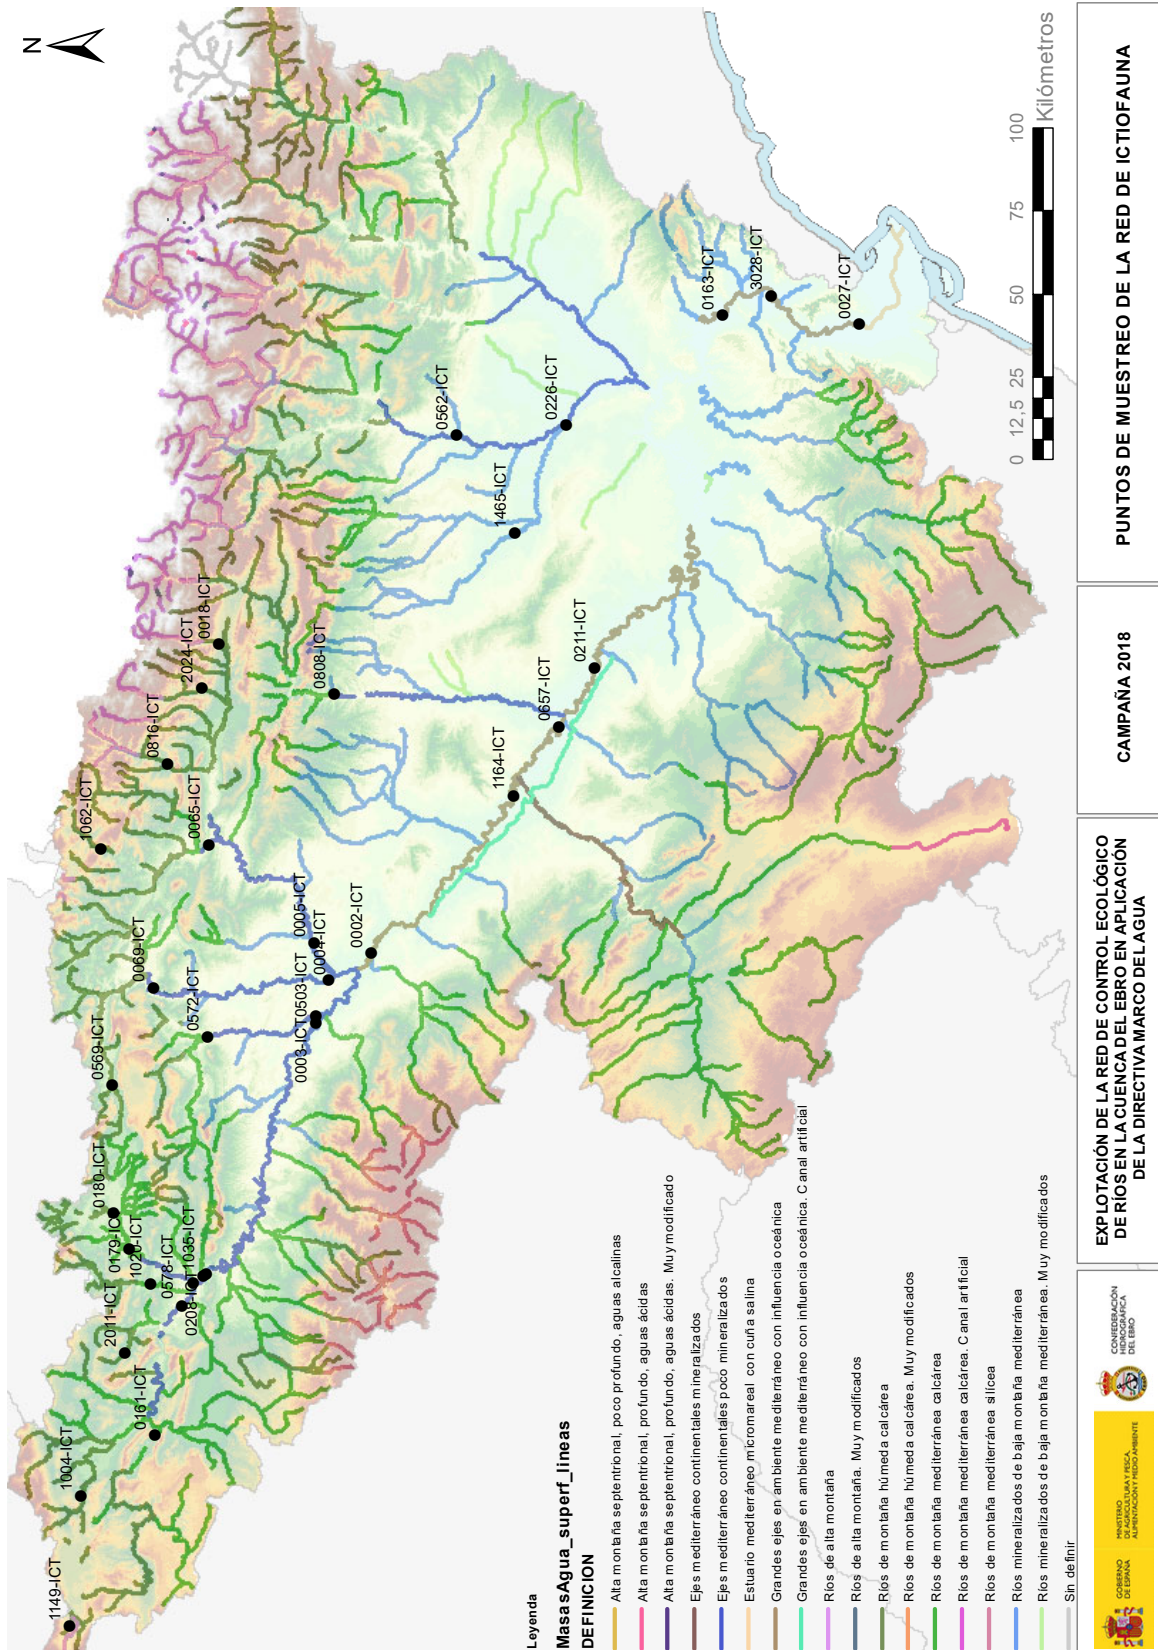 N
1149-ICT
1004-ICT
0161-ICT
2011-ICT
0208-ICT
0578-ICT
1035-ICT
1020-ICT
0179-IC
0180-ICT
0569-ICT
0572-ICT
0069-ICT
0003-ICT
0503-ICT
0004-ICT
0005-ICT
0002-ICT
0065-ICT
1062-ICT
0816-ICT
2024-ICT
0018-ICT
0808-ICT
1164-ICT
0657-ICT
0211-ICT
1465-ICT
0562-ICT
0226-ICT
0163-ICT
3028-ICT
0027-ICT
0 12,5 25 50 75 100
Kilómetros
Leyenda
MasasAgua_superf_lineas
DEFINICION
Alta montaña septentrional, poco profundo, aguas alcalinas
Alta montaña septentrional, profundo, aguas ácidas
Alta montaña septentrional, profundo, aguas ácidas. Muy modificado
Ejes mediterráneo continentales mineralizados
Ejes mediterráneo continentales poco mineralizados
Estuario mediterráneo micromareal con cuña salina
Grandes ejes en ambiente mediterráneo con influencia oceánica
Grandes ejes en ambiente mediterráneo con influencia oceánica. Canal artificial
Ríos de alta montaña
Ríos de alta montaña. Muy modificados
Ríos de montaña húmeda calcárea
Ríos de montaña húmeda calcárea. Muy modificados
Ríos de montaña mediterránea calcárea
Ríos de montaña mediterránea calcárea. Canal artificial
Ríos de montaña mediterránea silícea
Ríos mineralizados de baja montaña mediterránea
Ríos mineralizados de baja montaña mediterránea. Muy modificados
Sin definir
GOBIERNO
DE ESPAÑA
MINISTERIO
DE AGRICULTURA Y PESCA,
ALIMENTACIÓN Y MEDIO AMBIENTE
CONFEDERACIÓN
HIDROGRÁFICA
DEL EBRO
EXPLOTACIÓN DE LA RED DE CONTROL ECOLÓGICO
DE RÍOS EN LA CUENCA DEL EBRO EN APLICACIÓN
DE LA DIRECTIVA MARCO DEL AGUA
CAMPAÑA 2018
PUNTOS DE MUESTREO DE LA RED DE ICTIOFAUNA